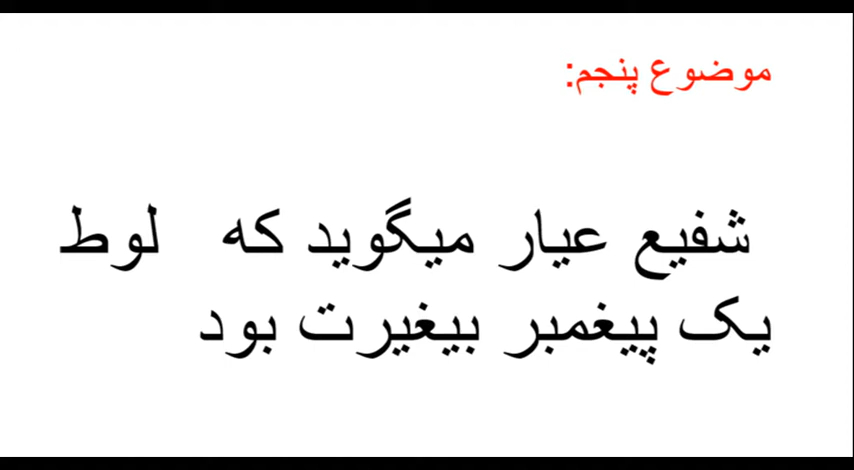 موضوع پنجم:
شفیع عیار میگوید که لوط
یک پیغمبر بیغیرت بود